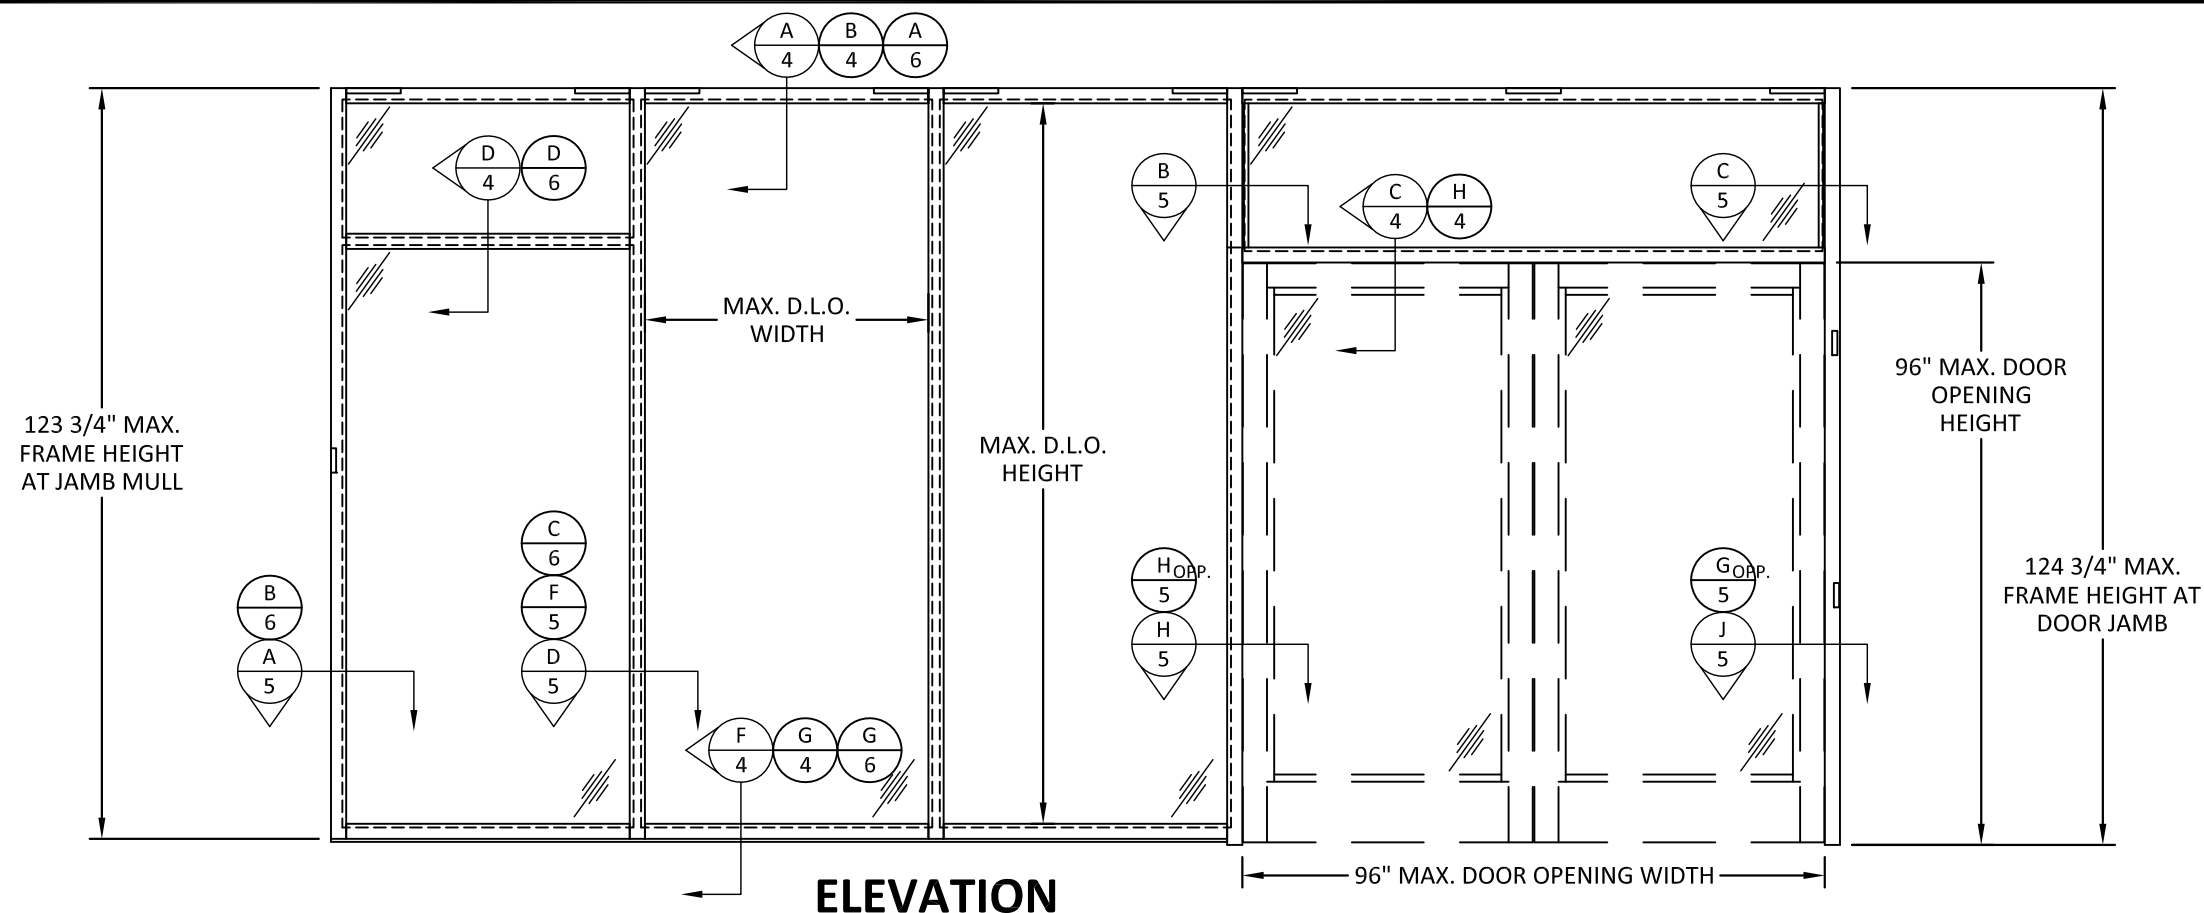 A B A
4 4 6
D D
4 6
B
5
C H
4 4
C
5
MAX. D.L.O.
WIDTH
96" MAX. DOOR
OPENING
HEIGHT
123 3/4" MAX.
FRAME HEIGHT
AT JAMB MULL
MAX. D.L.O.
HEIGHT
C
6
F
5
D
5
B
6
A
5
H OPP.
5
H
5
G OPP.
5
J
5
124 3/4" MAX.
FRAME HEIGHT AT
DOOR JAMB
F G G
4 4 6
96" MAX. DOOR OPENING WIDTH
ELEVATION